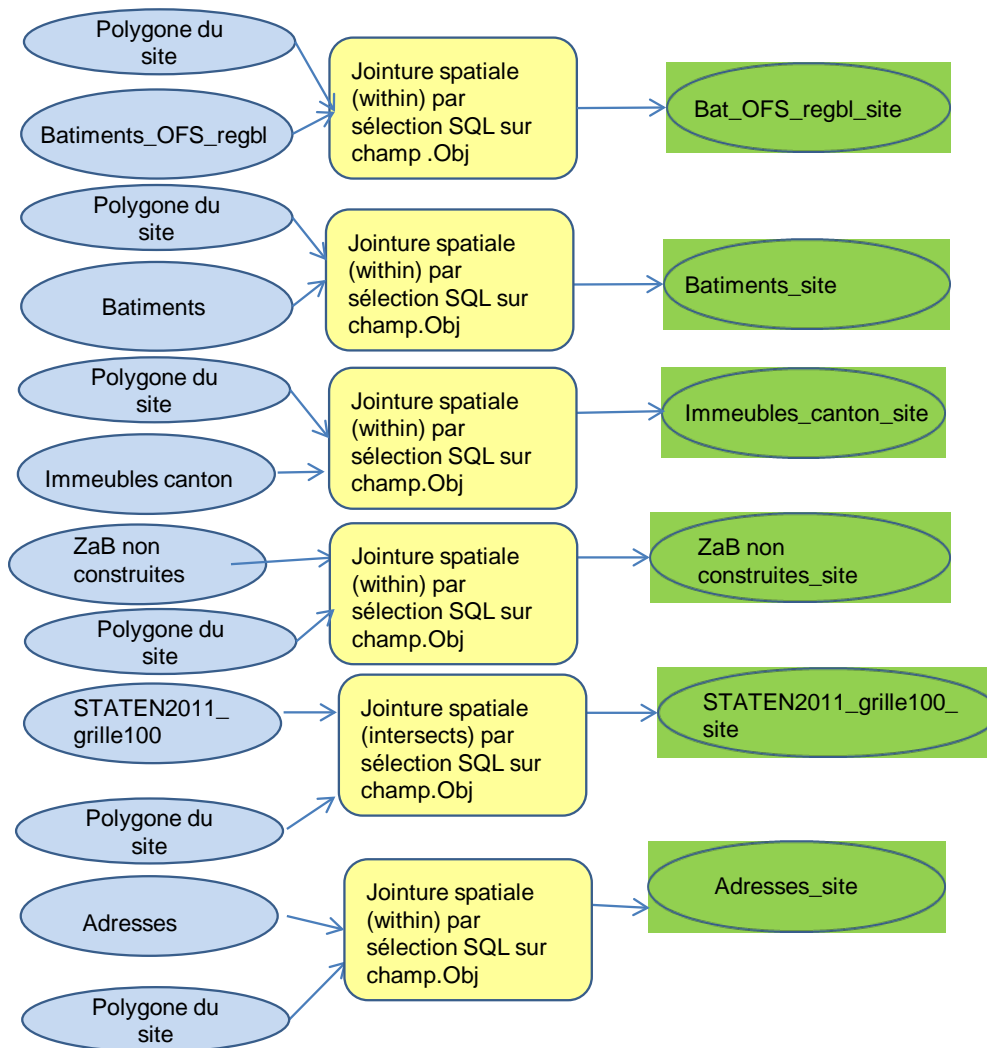 Polygone du
site
Batiments_OFS_regbl
Jointure spatiale
(within) par
sélection SQL sur
champ .Obj
Bat_OFS_regbl_site
Polygone du
site
Batiments
Jointure spatiale
(within) par
sélection SQL sur
champ.Obj
Batiments_site
Polygone du
site
Immeubles canton
Jointure spatiale
(within) par
sélection SQL sur
champ.Obj
Immeubles_canton_site
ZaB non
construites
Polygone du
site
Jointure spatiale
(within) par
sélection SQL sur
champ.Obj
ZaB non
construites_site
STATEN2011_
grille100
Polygone du
site
Jointure spatiale
(intersects) par
sélection SQL sur
champ.Obj
STATEN2011_grille100_
site
Adresses
Polygone du
site
Jointure spatiale
(within) par
sélection SQL sur
champ.Obj
Adresses_site